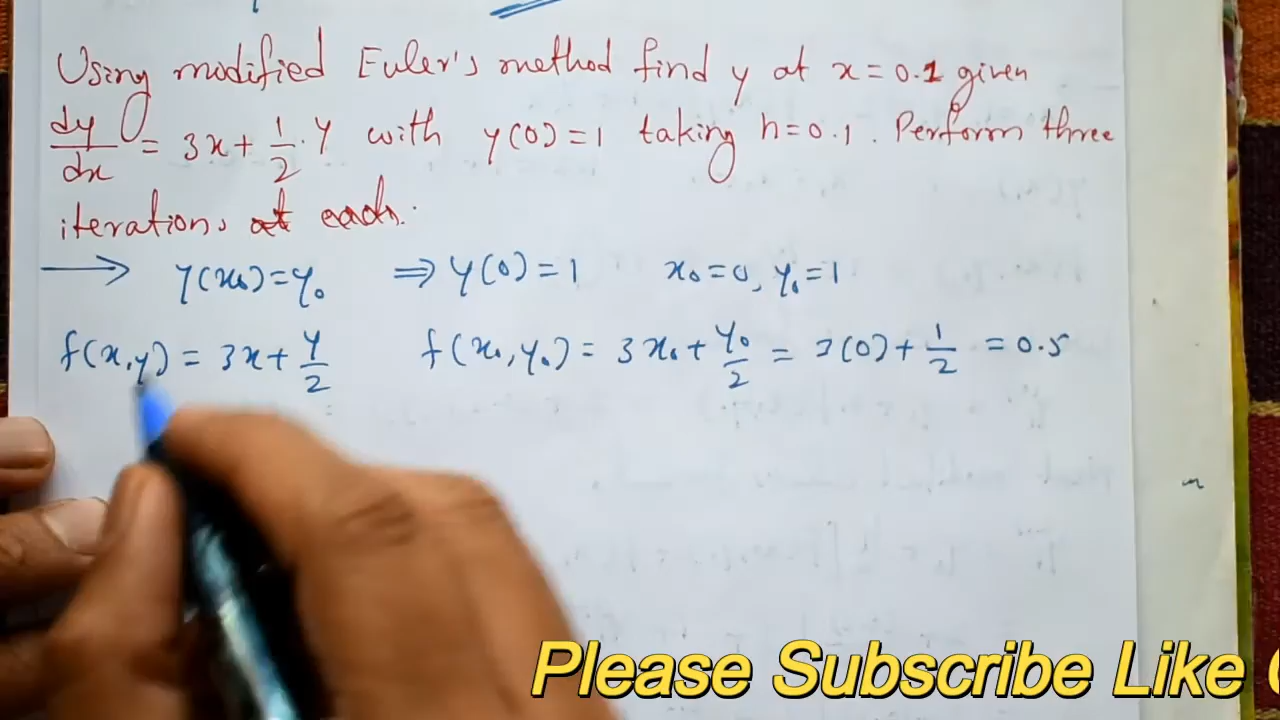 Using modified Euler's method find y at x = 0.1 given
dy/dx = 3x + 1/2 . y with y(0) = 1 taking h = 0.1. Perform three
iterations at each.
→ y(x₀) = y₀ ⇒ y(0) = 1 x₀ = 0, y₀ = 1
f(x,y) = 3x + y/2 f(x₀, y₀) = 3x₀ + y₀/2 = 3(0) + 1/2 = 0.5
Please Subscribe Like